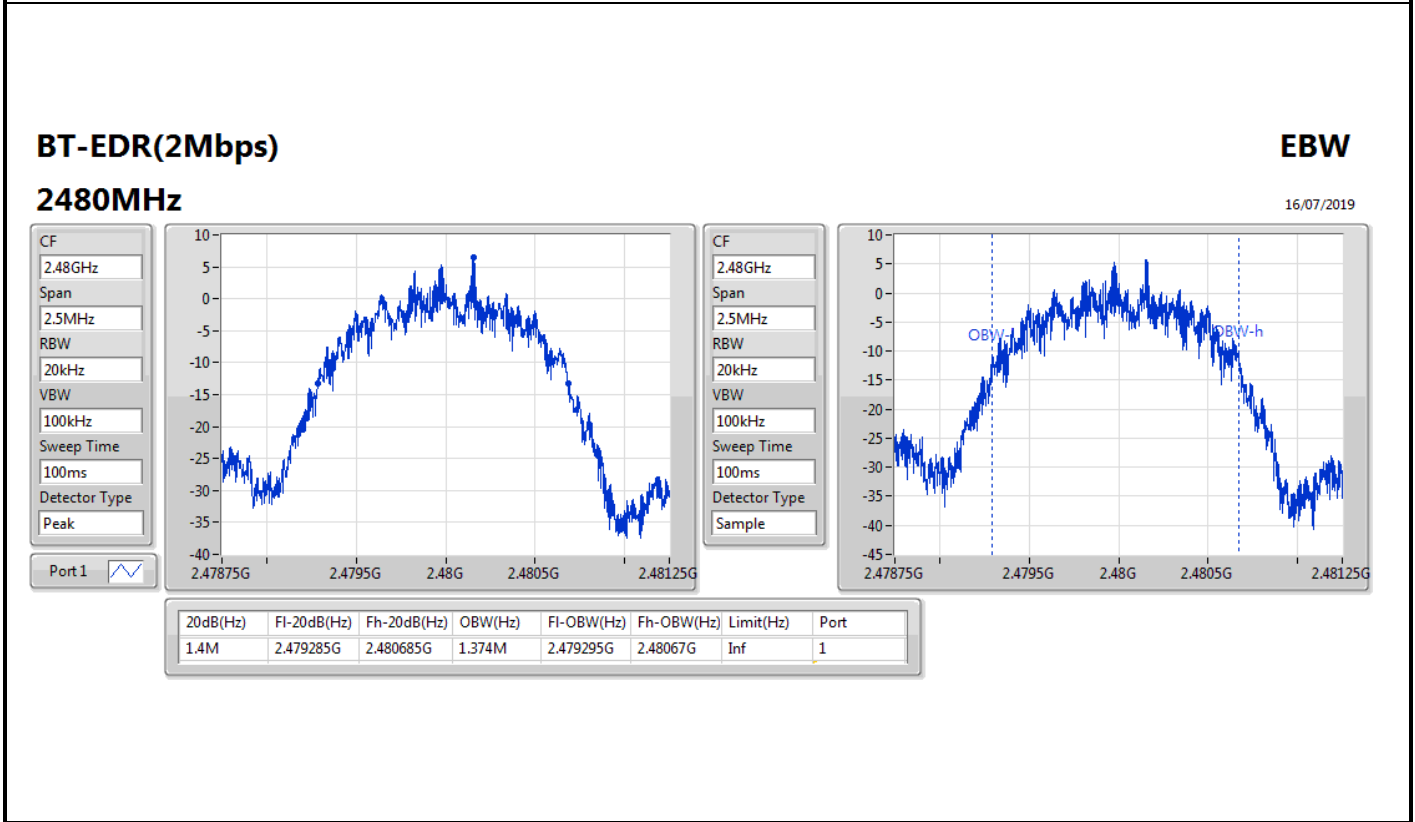 BT-EDR(2Mbps)
EBW
2480MHz
16/07/2019
CF
2.48GHz
Span
2.5MHz
RBW
20kHz
VBW
100kHz
Sweep Time
100ms
Detector Type
Peak
Port 1
10
5
0
-5
-10
-15
-20
-25
-30
-35
-40
2.47875G 2.4795G 2.48G 2.4805G 2.48125G
CF
2.48GHz
Span
2.5MHz
RBW
20kHz
VBW
100kHz
Sweep Time
100ms
Detector Type
Sample
10
5
0
-5
-10
-15
-20
-25
-30
-35
-40
-45
OBW-h
2.47875G 2.4795G 2.48G 2.4805G 2.48125G
20dB(Hz) Fl-20dB(Hz) Fh-20dB(Hz) OBW(Hz) Fl-OBW(Hz) Fh-OBW(Hz) Limit(Hz) Port
1.4M 2.479285G 2.480685G 1.374M 2.479295G 2.48067G Inf 1